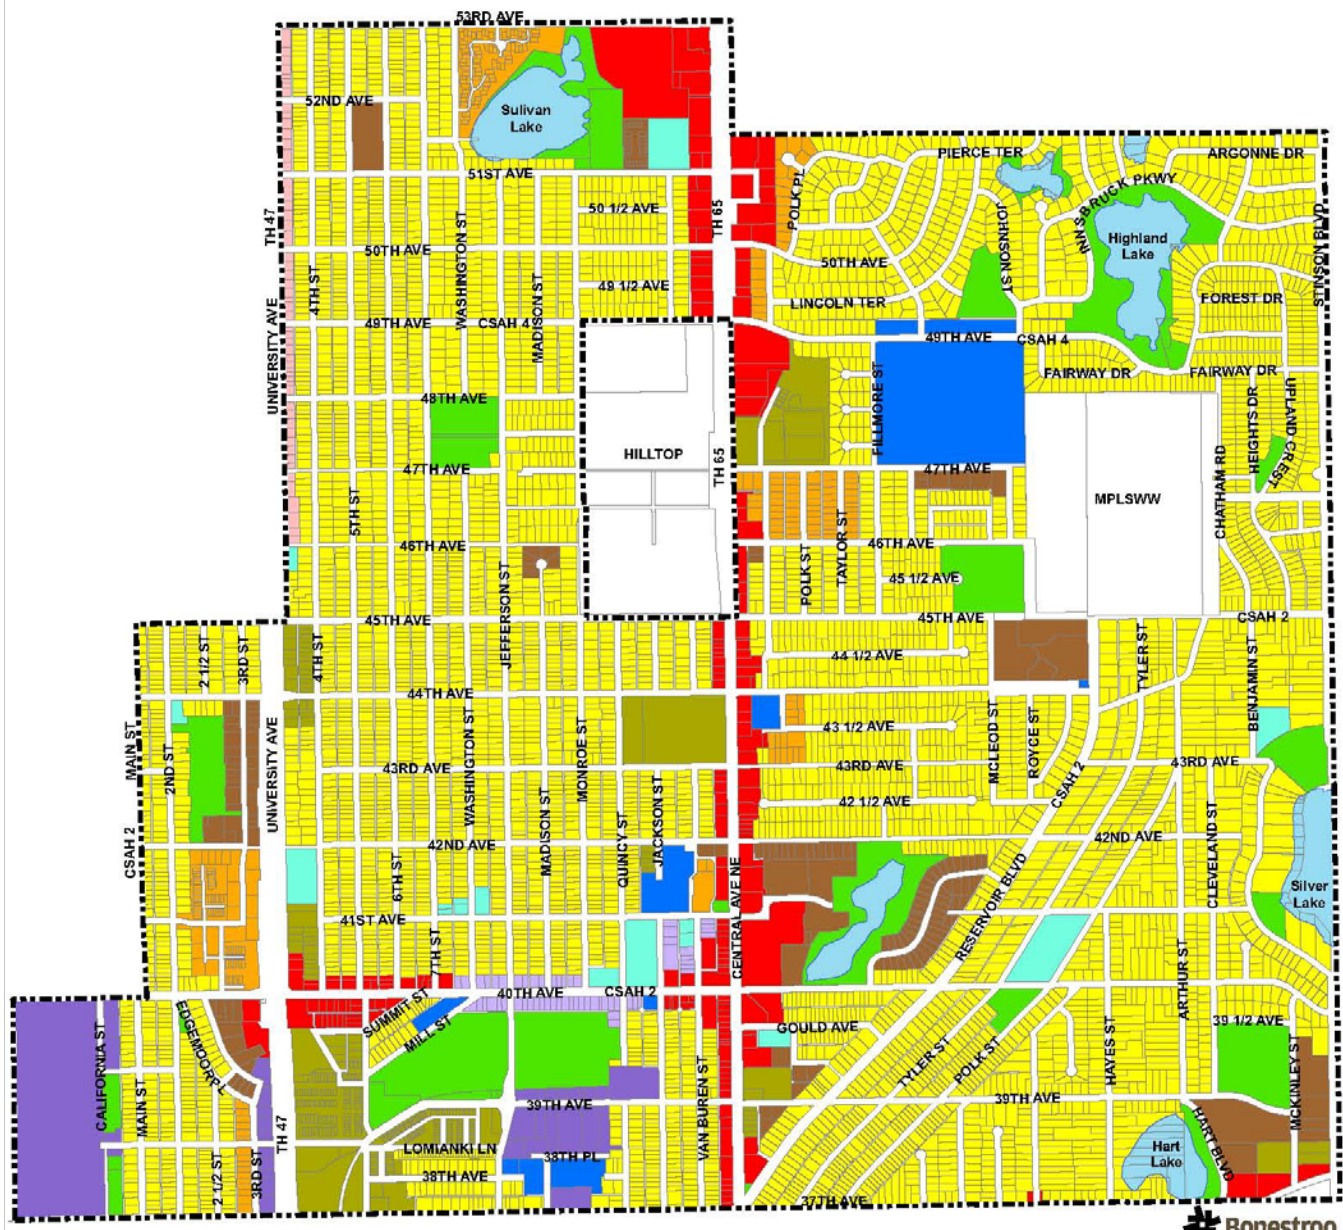 53RD AVE
52ND AVE
Sulivan
Lake
51ST AVE
PIERCE TER
ARGONNE DR
INNSBRUCK PKWY
POLK PL
50 1/2 AVE
TH 47
WASHINGTON ST
TH 65
JOHNSON ST
Highland
Lake
STINSON BLVD
50TH AVE
50TH AVE
4TH ST
MADISON ST
49 1/2 AVE
LINCOLN TER
FOREST DR
UNIVERSITY AVE
49TH AVE
CSAH 4
49TH AVE
CSAH 4
FAIRWAY DR
FAIRWAY DR
48TH AVE
FILLMORE ST
HEIGHTS DR
UPLAND CREST
HILLTOP
TH 65
47TH AVE
47TH AVE
CHATHAM RD
MPLSWW
5TH ST
46TH AVE
46TH AVE
POLK ST
TAYLOR ST
45 1/2 AVE
JEFFERSON ST
45TH AVE
45TH AVE
CSAH 2
2 1/2 ST
3RD ST
4TH ST
44 1/2 AVE
TYLER ST
BENJAMIN ST
44TH AVE
MAIN ST
2ND ST
UNIVERSITY AVE
WASHINGTON ST
MONROE ST
43 1/2 AVE
MCLEOD ST
ROYCE ST
43RD AVE
43RD AVE
43RD AVE
CSAH 2
MADISON ST
QUINCY ST
JACKSON ST
42 1/2 AVE
CSAH 2
42ND AVE
42ND AVE
CLEVELAND ST
6TH ST
Silver
Lake
41ST AVE
7TH ST
CENTRAL AVE NE
RESERVOIR BLVD
ARTHUR ST
40TH AVE
CSAH 2
EDGEMOOR PL
SUMMIT ST
MILL ST
GOULD AVE
39 1/2 AVE
CALIFORNIA ST
MAIN ST
TYLER ST
POLK ST
HAYES ST
MCKINLEY ST
39TH AVE
39TH AVE
VAN BUREN ST
TH 47
LOMIANKI LN
38TH PL
HART BLVD
Hart
Lake
2 1/2 ST
3RD ST
38TH AVE
37TH AVE
Bonestroo